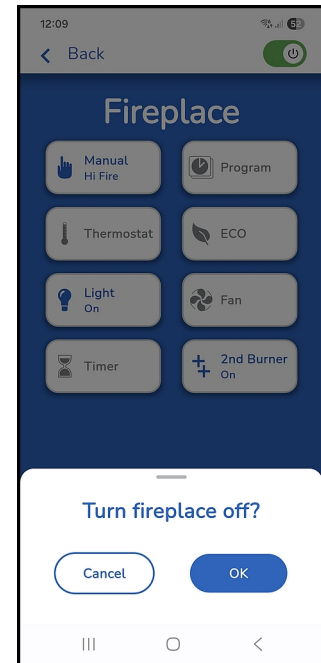 12:09
52
Back
Fireplace
Manual
Hi Fire
Program
Thermostat
ECO
Light
On
Fan
Timer
2nd Burner
On
Turn fireplace off?
Cancel
OK